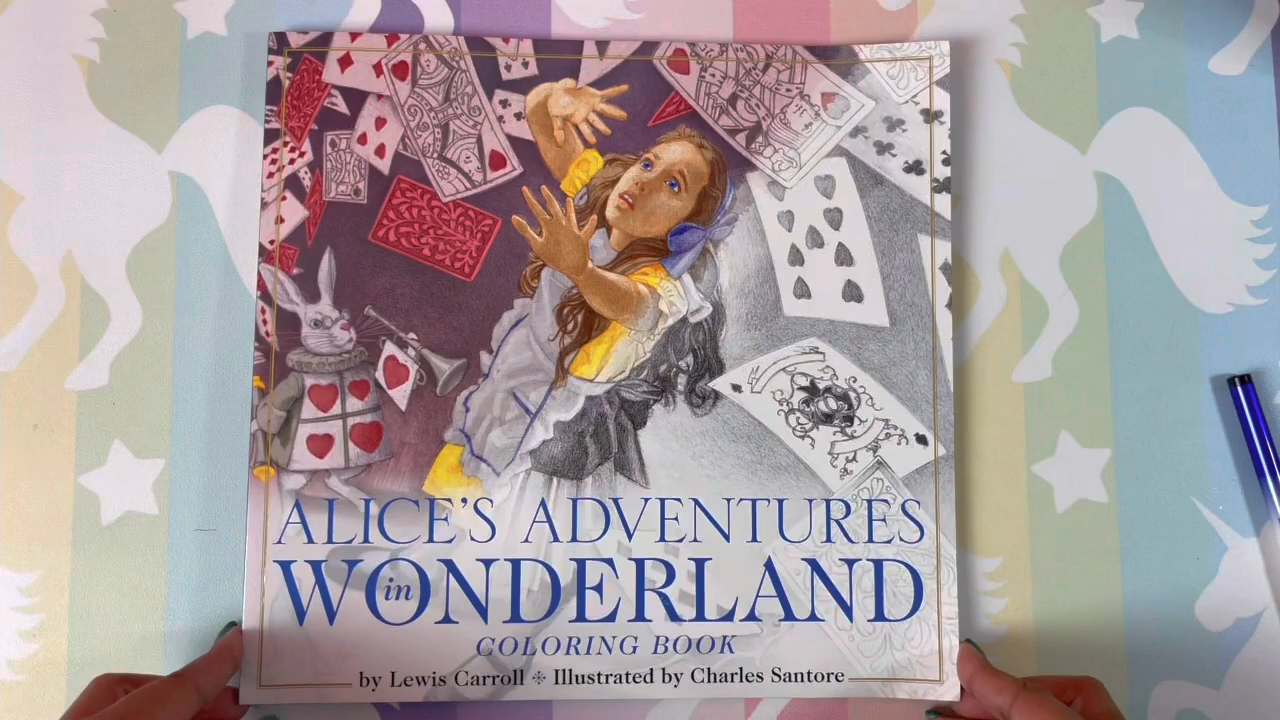 ALICE'S ADVENTURES
in WONDERLAND
COLORING BOOK
by Lewis Carroll ❉ Illustrated by Charles Santore